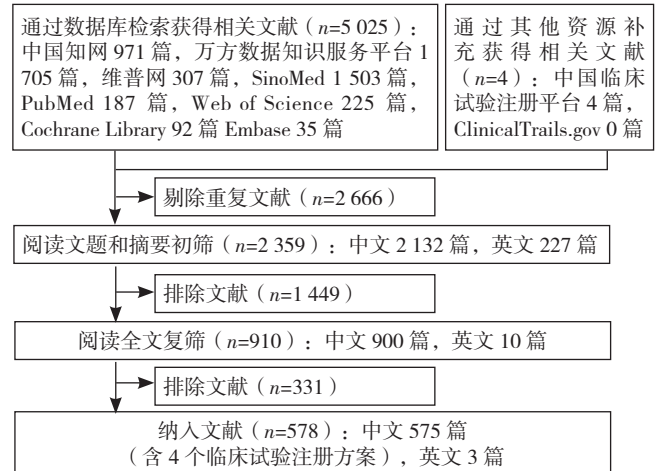 通过数据库检索获得相关文献（n=5 025）：
中国知网 971 篇，万方数据知识服务平台 1
705 篇，维普网 307 篇，SinoMed 1 503 篇，
PubMed 187 篇，Web of Science 225 篇，
Cochrane Library 92 篇 Embase 35 篇
通过其他资源补
充获得相关文献
（n=4）：中国临床
试验注册平台 4 篇，
ClinicalTrails.gov 0 篇
剔除重复文献（n=2 666）
阅读文题和摘要初筛（n=2 359）：中文 2 132 篇，英文 227 篇
排除文献（n=1 449）
阅读全文复筛（n=910）：中文 900 篇，英文 10 篇
排除文献（n=331）
纳入文献（n=578）：中文 575 篇
（含 4 个临床试验注册方案），英文 3 篇